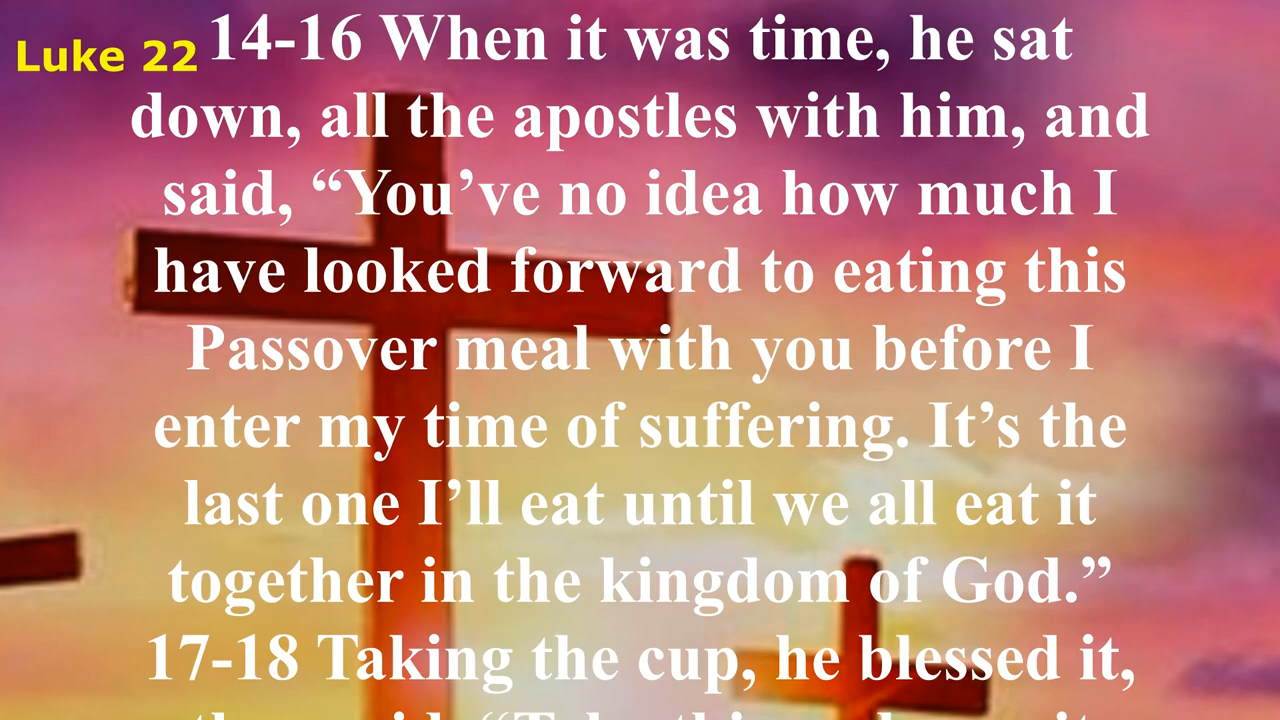 Luke 22
14-16 When it was time, he sat
down, all the apostles with him, and
said, “You’ve no idea how much I
have looked forward to eating this
Passover meal with you before I
enter my time of suffering. It’s the
last one I’ll eat until we all eat it
together in the kingdom of God.”
17-18 Taking the cup, he blessed it,